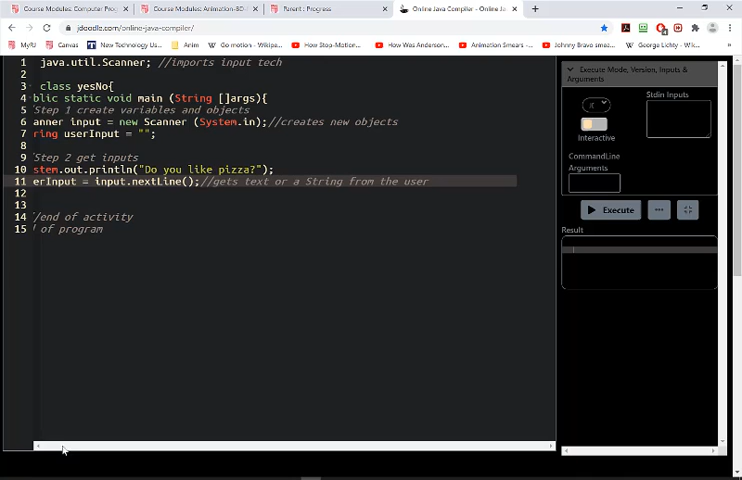 Course Modules: Computer Prog
Course Modules: Animation-8D
Parent : Progress
Online Java Compiler - Online Ja
jdoodle.com/online-java-compiler/
MyRU
Canvas
New Technology Us...
Anim
Go motion - Wikipe...
How Stop-Motion...
How Was Anderson...
Animation Smears -...
Johnny Bravo smea...
George Lichty - Wik...
1 java.util.Scanner; //imports input tech
2
3 class yesNo{
4 blic static void main (String []args){
5 Step 1 create variables and objects
6 anner input = new Scanner (System.in);//creates new objects
7 ring userInput = "";
8
9 Step 2 get inputs
10 stem.out.println("Do you like pizza?");
11 erInput = input.nextLine();//gets text or a String from the user
12
13
14 /end of activity
15 of program
Execute Mode, Version, Inputs &
Arguments
Stdin Inputs
Interactive
CommandLine
Arguments
Execute
...
Result